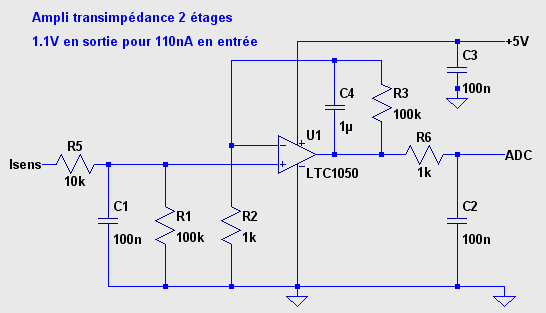 Ampli transimpédance 2 étages
1.1V en sortie pour 110nA en entrée
+5V
C3
100n
C4
1µ
R3
100k
U1
LTC1050
R6
1k
ADC
R5
10k
Isens
C1
100n
R1
100k
R2
1k
C2
100n